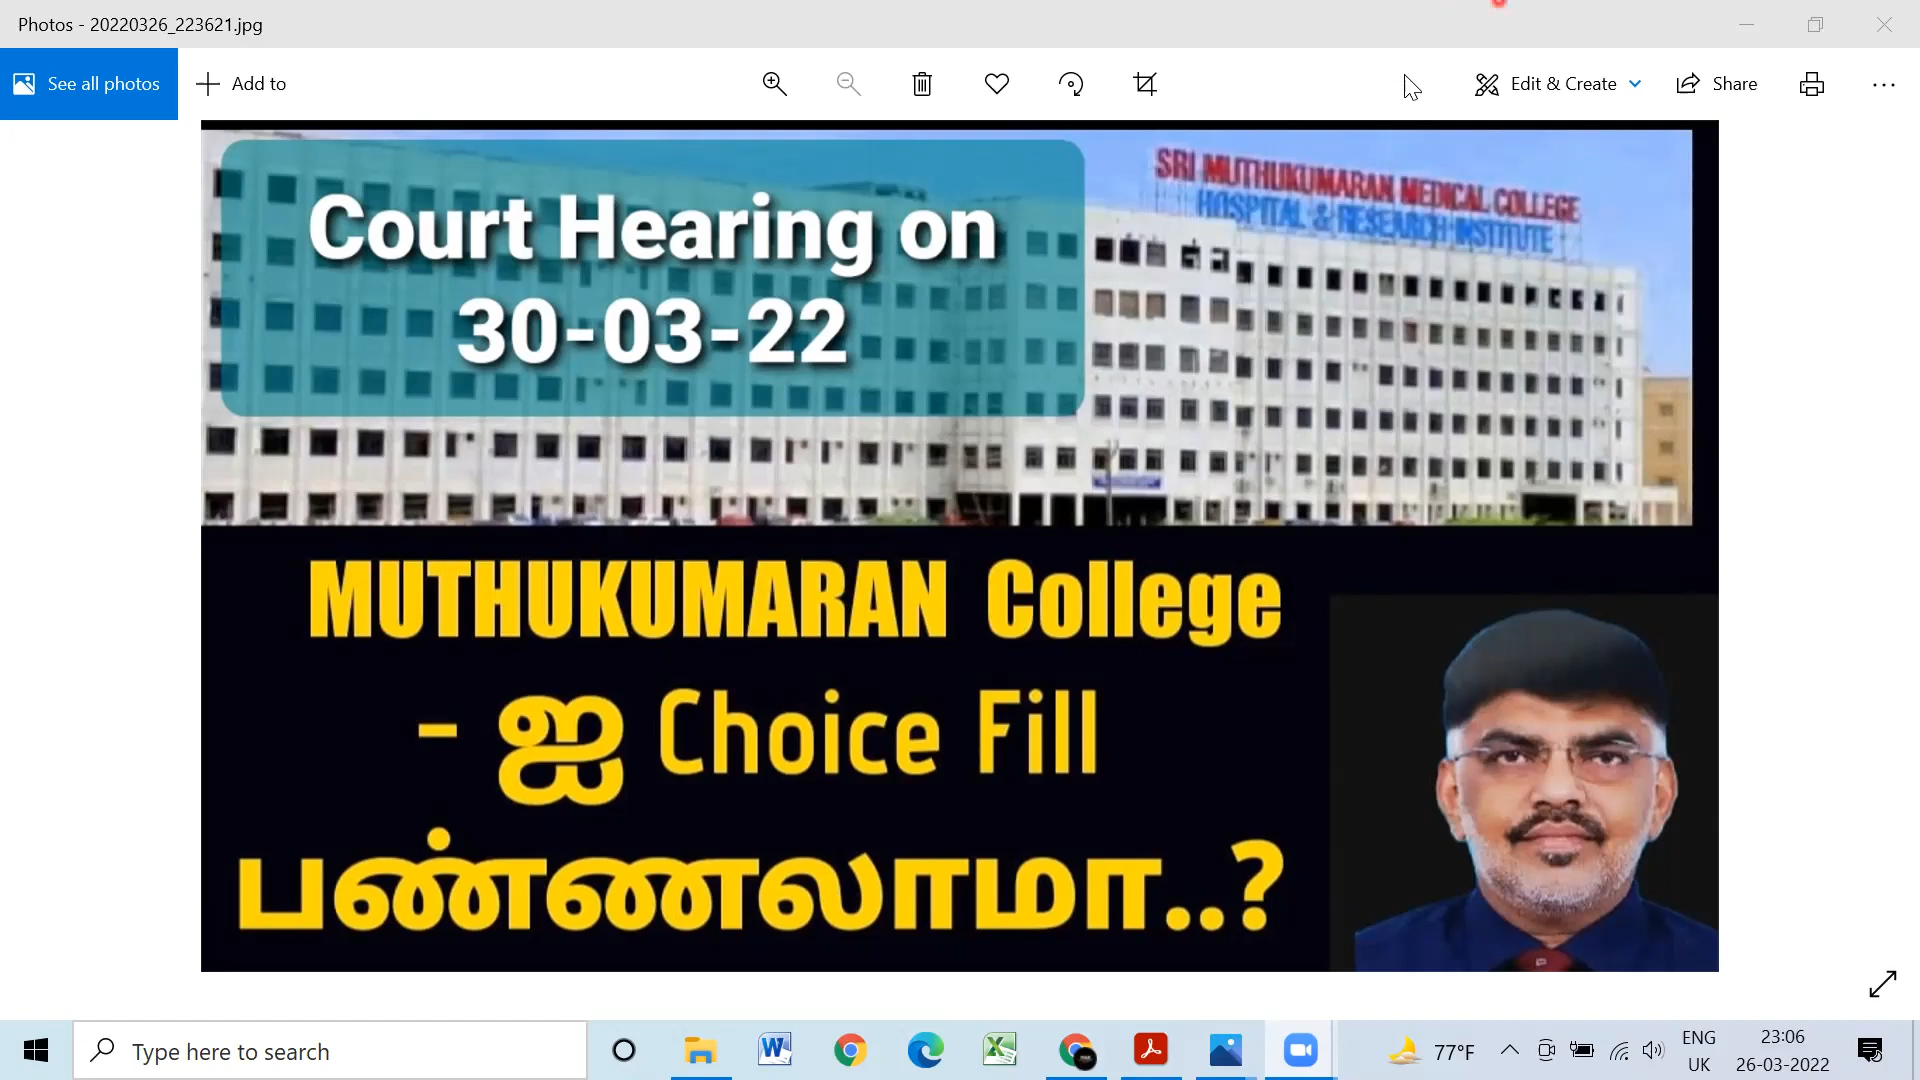 Photos - 20220326_223621.jpg
See all photos
Add to
Edit & Create
Share
Court Hearing on
30-03-22
SRI MUTHUKUMARAN MEDICAL COLLEGE
HOSPITAL & RESEARCH INSTITUTE
MUTHUKUMARAN College
- ஐ Choice Fill
பண்ணலாமா..?
Type here to search
77°F
ENG
UK
23:06
26-03-2022